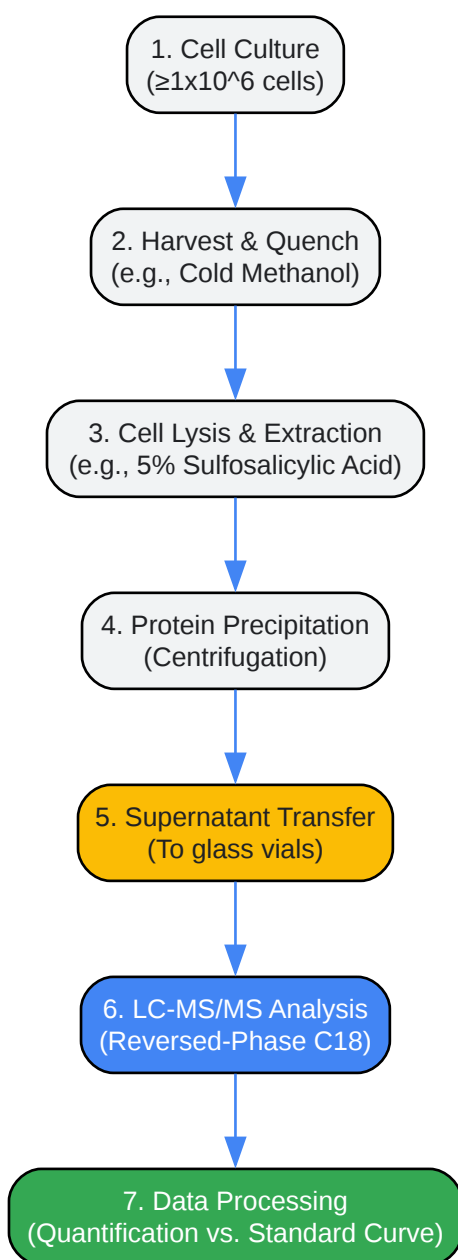 1. Cell Culture
(≥1x10^6 cells)
2. Harvest & Quench
(e.g., Cold Methanol)
3. Cell Lysis & Extraction
(e.g., 5% Sulfosalicylic Acid)
4. Protein Precipitation
(Centrifugation)
5. Supernatant Transfer
(To glass vials)
6. LC-MS/MS Analysis
(Reversed-Phase C18)
7. Data Processing
(Quantification vs. Standard Curve)